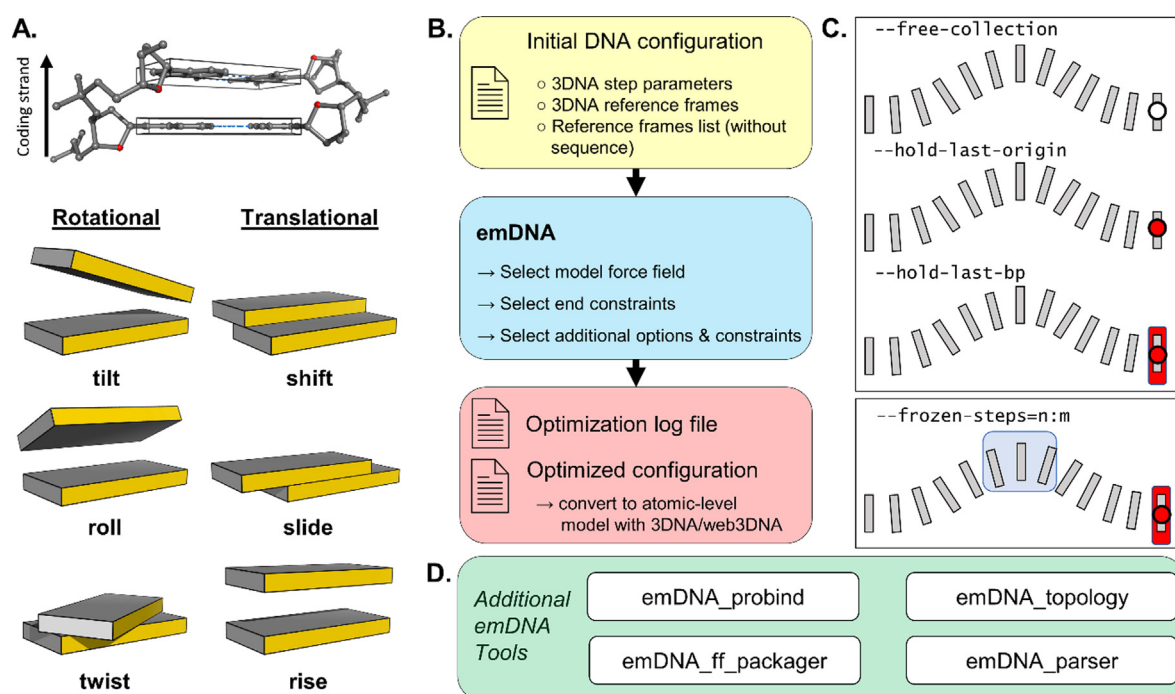 A.
Coding strand
Rotational
Translational
tilt
shift
roll
slide
twist
rise
B.
Initial DNA configuration
○ 3DNA step parameters
○ 3DNA reference frames
○ Reference frames list (without
sequence)
emDNA
→ Select model force field
→ Select end constraints
→ Select additional options & constraints
Optimization log file
Optimized configuration
→ convert to atomic-level
model with 3DNA/web3DNA
C.
--free-collection
--hold-last-origin
--hold-last-bp
--frozen-steps=n:m
D.
Additional
emDNA
Tools
emDNA_probind
emDNA_topology
emDNA_ff_packager
emDNA_parser